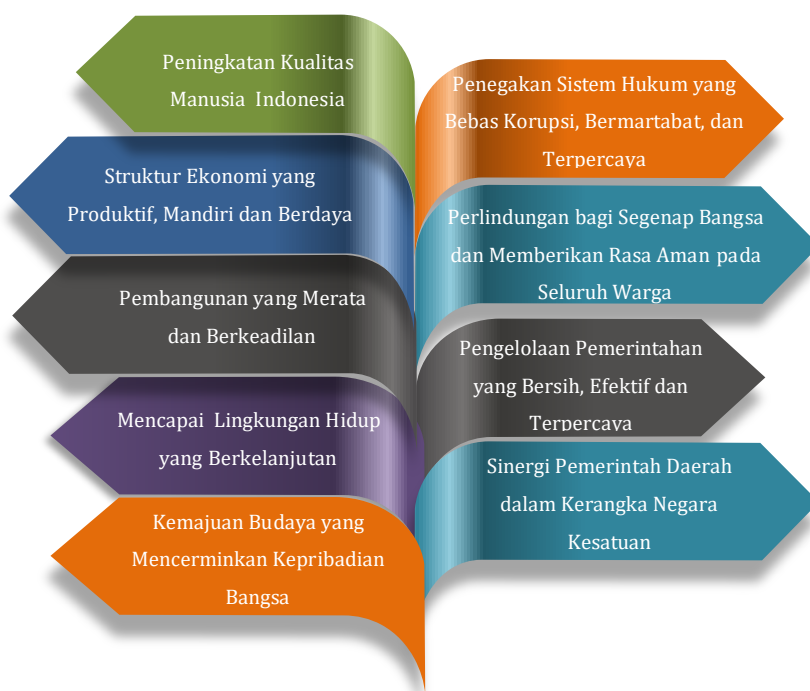 Peningkatan Kualitas
Manusia Indonesia
Struktur Ekonomi yang
Produktif, Mandiri dan Berdaya
Pembangunan yang Merata
dan Berkeadilan
Mencapai Lingkungan Hidup
yang Berkelanjutan
Kemajuan Budaya yang
Mencerminkan Kepribadian
Bangsa
Penegakan Sistem Hukum yang
Bebas Korupsi, Bermartabat, dan
Terpercaya
Perlindungan bagi Segenap Bangsa
dan Memberikan Rasa Aman pada
Seluruh Warga
Pengelolaan Pemerintahan
yang Bersih, Efektif dan
Terpercaya
Sinergi Pemerintah Daerah
dalam Kerangka Negara
Kesatuan